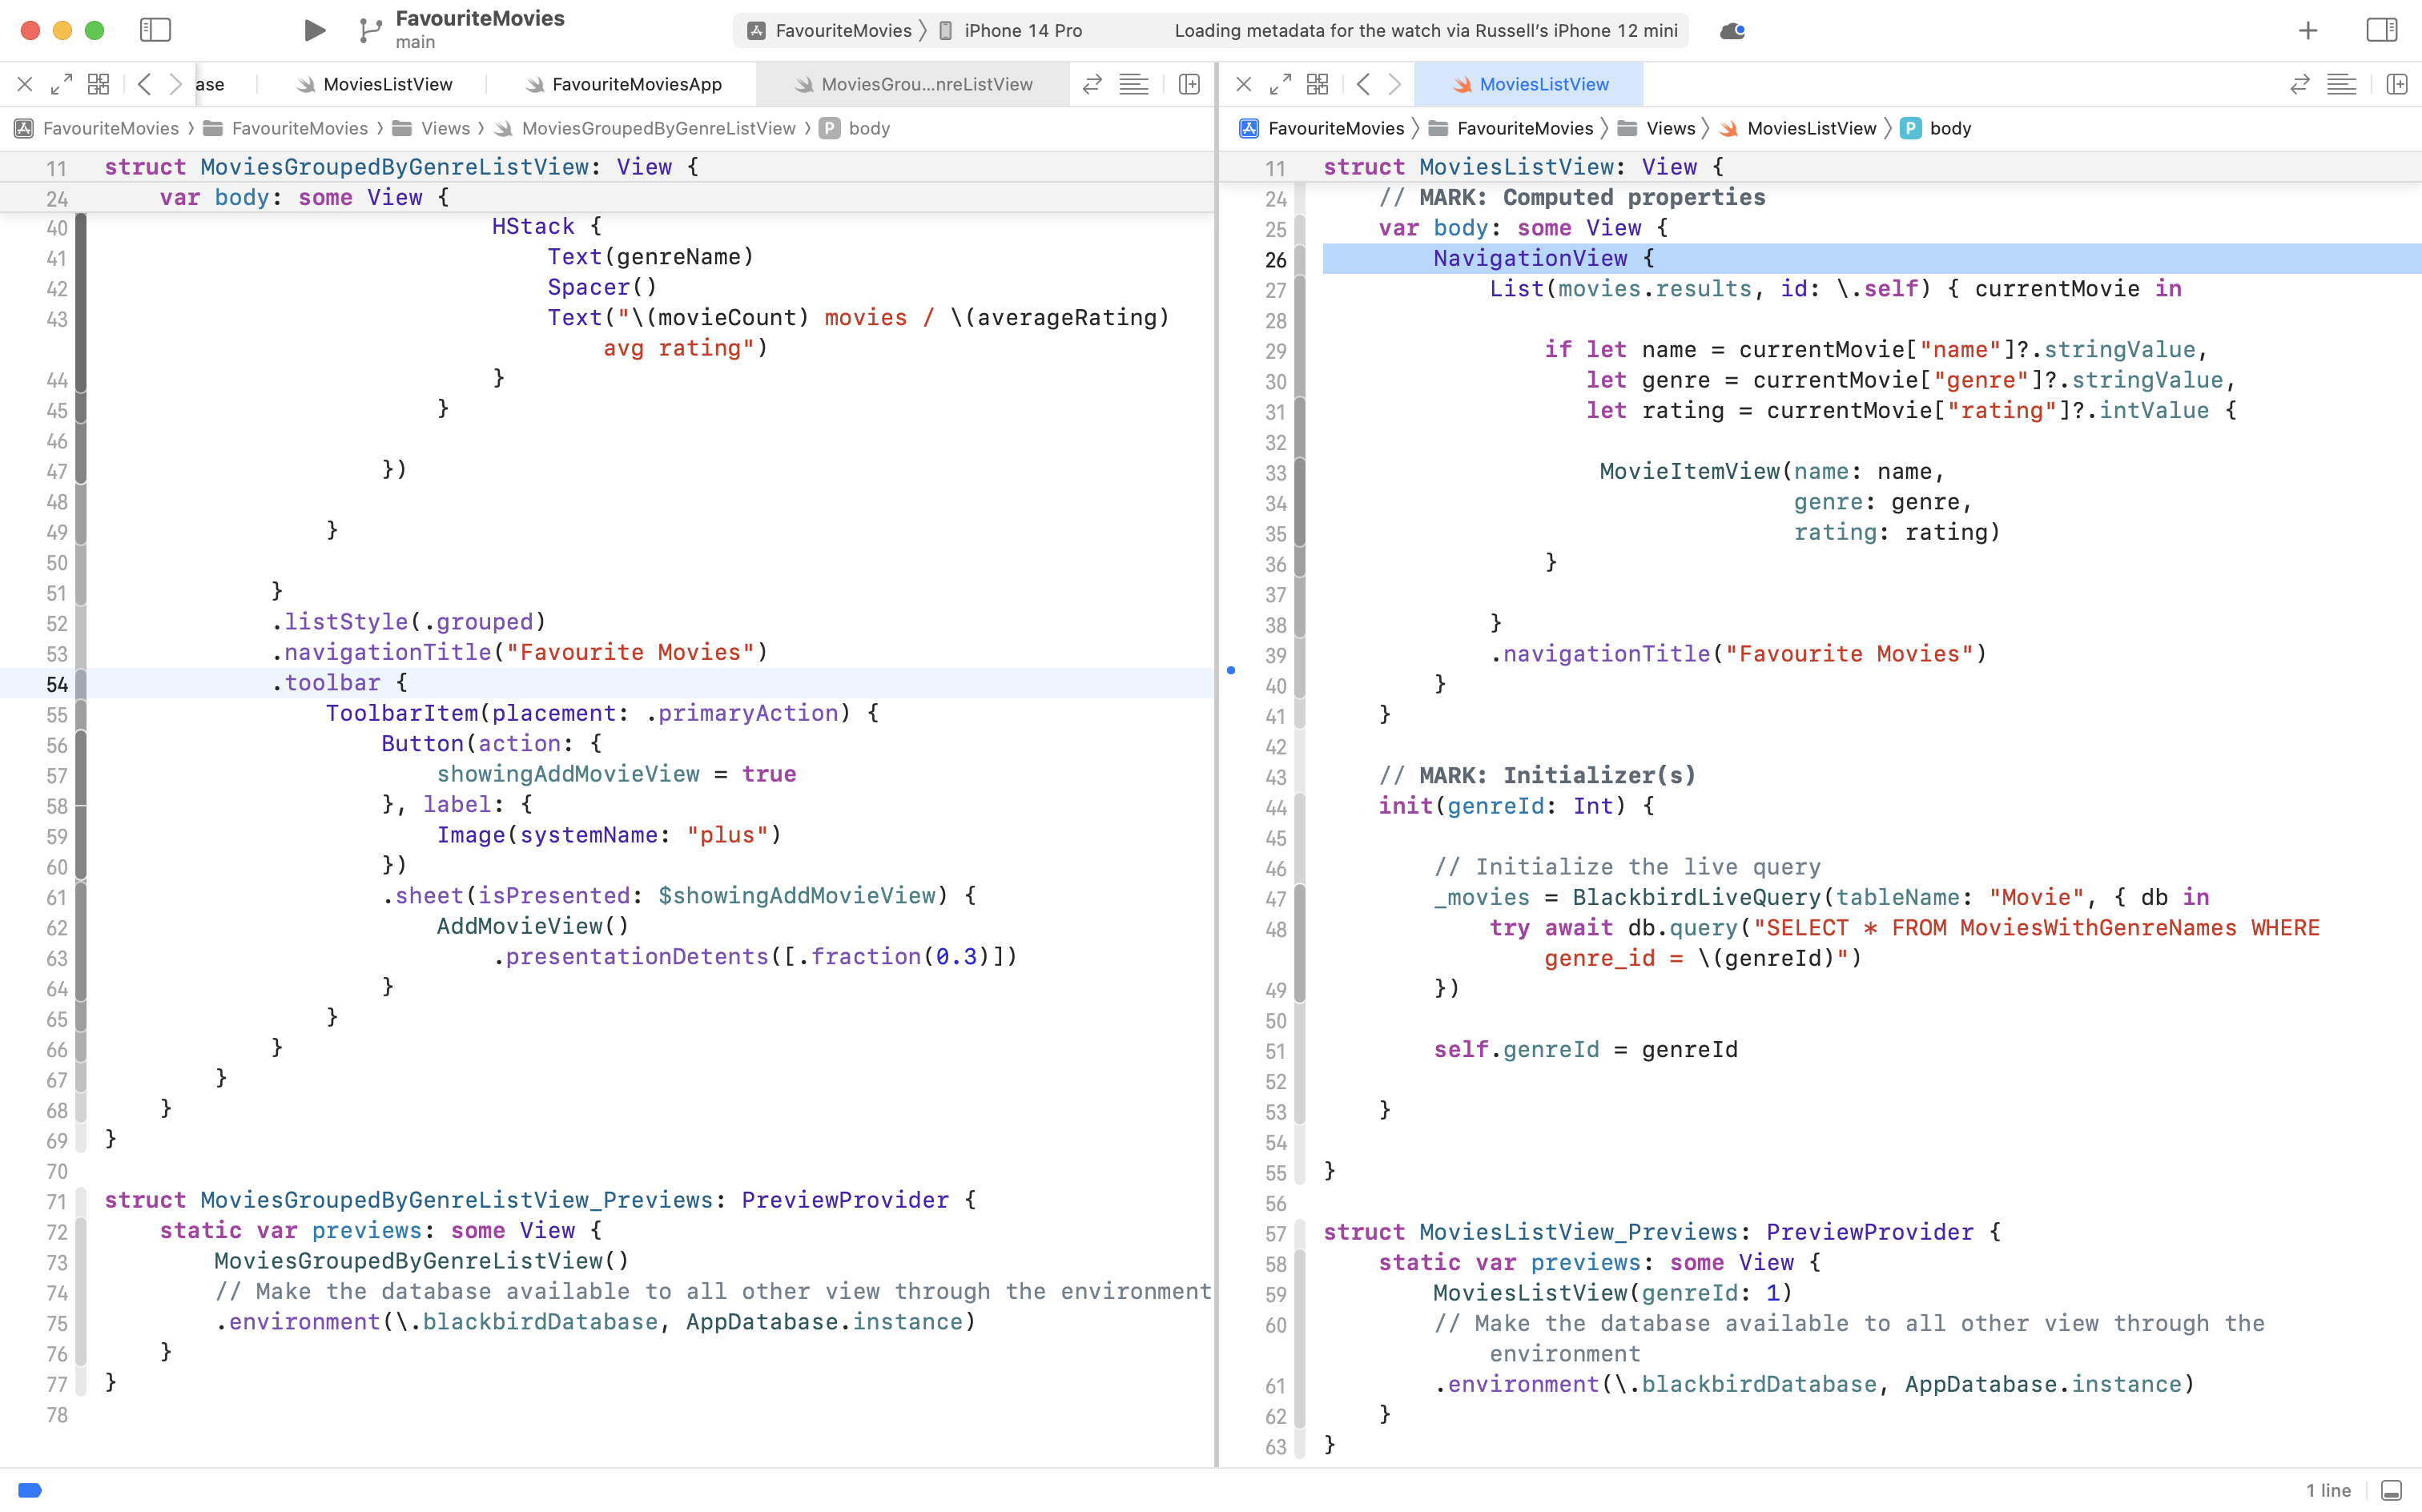 FavouriteMovies
main
FavouriteMovies 〉 iPhone 14 Pro
Loading metadata for the watch via Russell’s iPhone 12 mini
ase
MoviesListView
FavouriteMoviesApp
MoviesGrou...nreListView
FavouriteMovies 〉 FavouriteMovies 〉 Views 〉 MoviesGroupedByGenreListView 〉 P body
11 struct MoviesGroupedByGenreListView: View {
24     var body: some View {
40                             HStack {
41                                 Text(genreName)
42                                 Spacer()
43                                 Text("\(movieCount) movies / \(averageRating)
                                    avg rating")
44                             }
45                         }
46
47                     })
48
49                 }
50
51             }
52             .listStyle(.grouped)
53             .navigationTitle("Favourite Movies")
54             .toolbar {
55                 ToolbarItem(placement: .primaryAction) {
56                     Button(action: {
57                         showingAddMovieView = true
58                     }, label: {
59                         Image(systemName: "plus")
60                     })
61                     .sheet(isPresented: $showingAddMovieView) {
62                         AddMovieView()
63                             .presentationDetents([.fraction(0.3)])
64                     }
65                 }
66             }
67         }
68     }
69 }
70
71 struct MoviesGroupedByGenreListView_Previews: PreviewProvider {
72     static var previews: some View {
73         MoviesGroupedByGenreListView()
74         // Make the database available to all other view through the environment
75         .environment(\.blackbirdDatabase, AppDatabase.instance)
76     }
77 }
78
MoviesListView
FavouriteMovies 〉 FavouriteMovies 〉 Views 〉 MoviesListView 〉 P body
11 struct MoviesListView: View {
24     // MARK: Computed properties
25     var body: some View {
26         NavigationView {
27             List(movies.results, id: \.self) { currentMovie in
28
29                 if let name = currentMovie["name"]?.stringValue,
30                    let genre = currentMovie["genre"]?.stringValue,
31                    let rating = currentMovie["rating"]?.intValue {
32
33                     MovieItemView(name: name,
34                                   genre: genre,
35                                   rating: rating)
36                 }
37
38             }
39             .navigationTitle("Favourite Movies")
40         }
41     }
42
43     // MARK: Initializer(s)
44     init(genreId: Int) {
45
46         // Initialize the live query
47         _movies = BlackbirdLiveQuery(tableName: "Movie", { db in
48             try await db.query("SELECT * FROM MoviesWithGenreNames WHERE
                genre_id = \(genreId)")
49         })
50
51         self.genreId = genreId
52
53     }
54
55 }
56
57 struct MoviesListView_Previews: PreviewProvider {
58     static var previews: some View {
59         MoviesListView(genreId: 1)
60         // Make the database available to all other view through the
            environment
61         .environment(\.blackbirdDatabase, AppDatabase.instance)
62     }
63 }
1 line